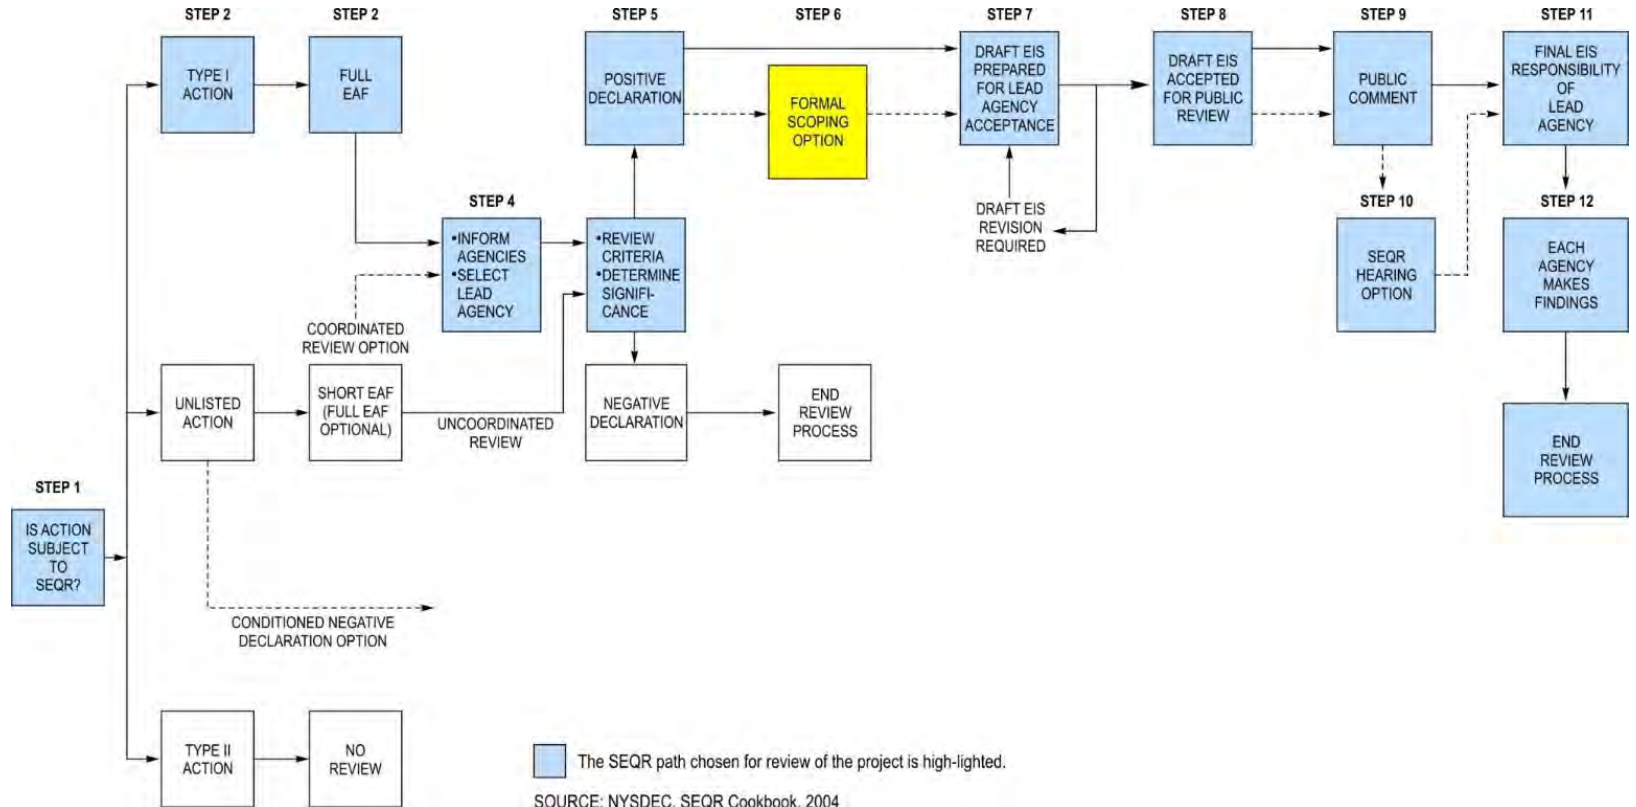 STEP 2
STEP 2
STEP 5
STEP 6
STEP 7
STEP 8
STEP 9
STEP 11
TYPE I
ACTION
FULL
EAF
POSITIVE
DECLARATION
FORMAL
SCOPING
OPTION
DRAFT EIS
PREPARED
FOR LEAD
AGENCY
ACCEPTANCE
DRAFT EIS
ACCEPTED
FOR PUBLIC
REVIEW
PUBLIC
COMMENT
FINAL EIS
RESPONSIBILITY
OF
LEAD
AGENCY
STEP 4
•INFORM
AGENCIES
•SELECT
LEAD
AGENCY
•REVIEW
CRITERIA
•DETERMINE
SIGNIFI-
CANCE
DRAFT EIS
REVISION
REQUIRED
STEP 10
SEQR
HEARING
OPTION
STEP 12
EACH
AGENCY
MAKES
FINDINGS
COORDINATED
REVIEW OPTION
UNLISTED
ACTION
SHORT EAF
(FULL EAF
OPTIONAL)
UNCOORDINATED
REVIEW
NEGATIVE
DECLARATION
END
REVIEW
PROCESS
END
REVIEW
PROCESS
STEP 1
IS ACTION
SUBJECT
TO
SEQR?
CONDITIONED NEGATIVE
DECLARATION OPTION
TYPE II
ACTION
NO
REVIEW
The SEQR path chosen for review of the project is high-lighted.
SOURCE: NYSDEC, SEQR Cookbook, 2004